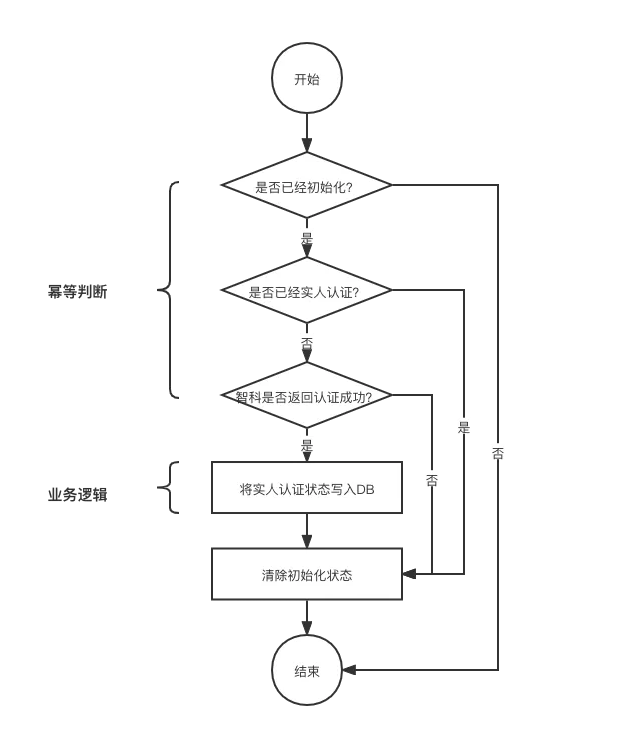 开始
是否已经初始化?
是
是否已经实人认证?
幂等判断
否
智科是否返回认证成功?
是
是
否
否
业务逻辑
将实人认证状态写入DB
清除初始化状态
结束